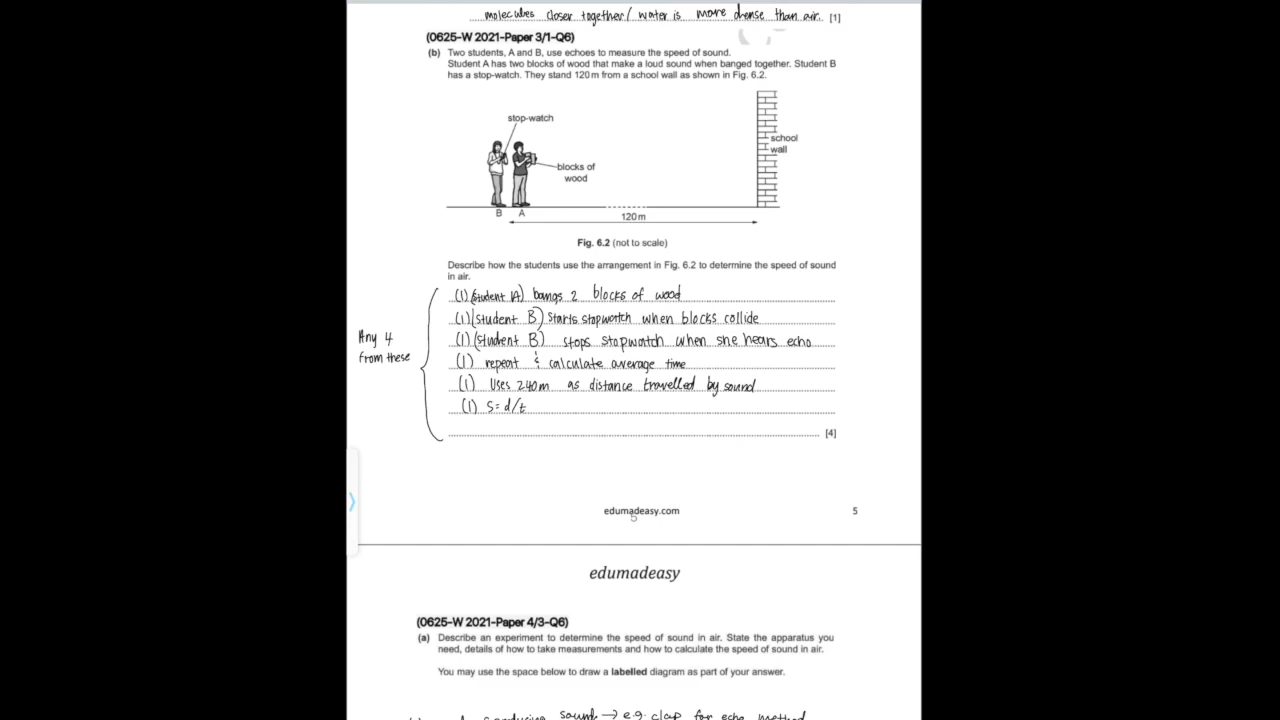 molecules closer together/ water is more dense than air. [1]
(0625-W 2021-Paper 3/1-Q6)
(b) Two students, A and B, use echoes to measure the speed of sound.
Student A has two blocks of wood that make a loud sound when banged together. Student B
has a stop-watch. They stand 120 m from a school wall as shown in Fig. 6.2.
stop-watch
school
wall
blocks of
wood
B A
120 m
Fig. 6.2 (not to scale)
Describe how the students use the arrangement in Fig. 6.2 to determine the speed of sound
in air.
(1) (student A) bangs 2 blocks of wood
(1) (student B) starts stopwatch when blocks collide
Any 4
from these
(1) (student B) stops stopwatch when she hears echo
(1) repeat & calculate average time
(1) Uses 240m as distance travelled by sound
(1) S = d/t
[4]
edumadeasy.com 5
5
edumadeasy
(0625-W 2021-Paper 4/3-Q6)
(a) Describe an experiment to determine the speed of sound in air. State the apparatus you
need, details of how to take measurements and how to calculate the speed of sound in air.
You may use the space below to draw a labelled diagram as part of your answer.
sound → e.g. clap for echo method